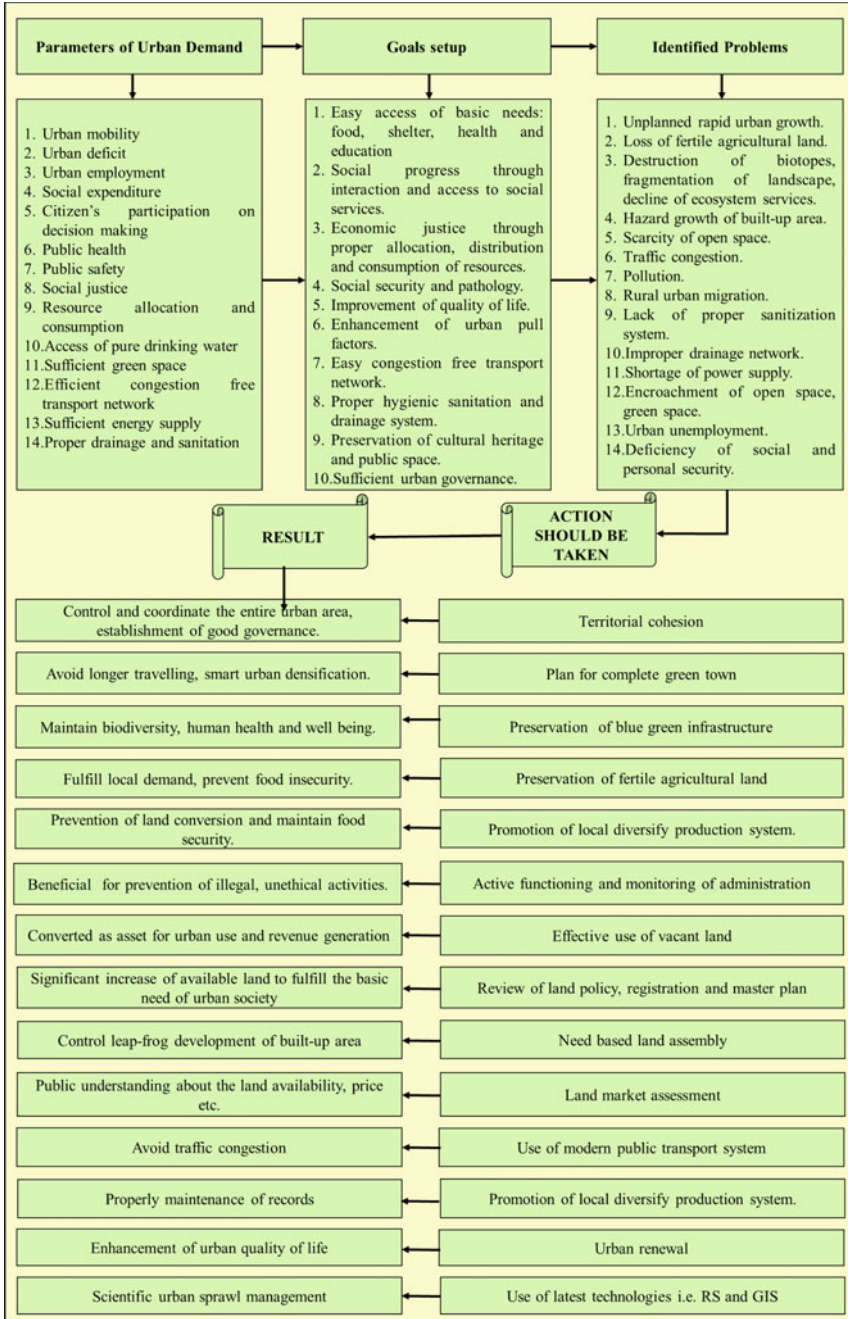 Parameters of Urban Demand
Goals setup
Identified Problems
1. Urban mobility
2. Urban deficit
3. Urban employment
4. Social expenditure
5. Citizen's participation on
decision making
6. Public health
7. Public safety
8. Social justice
9. Resource allocation and
consumption
10.Access of pure drinking water
11.Sufficient green space
12.Efficient congestion free
transport network
13.Sufficient energy supply
14.Proper drainage and sanitation
1. Easy access of basic needs:
food, shelter, health and
education
2. Social progress through
interaction and access to social
services.
3. Economic justice through
proper allocation, distribution
and consumption of resources.
4. Social security and pathology.
5. Improvement of quality of life.
6. Enhancement of urban pull
factors.
7. Easy congestion free transport
network.
8. Proper hygienic sanitation and
drainage system.
9. Preservation of cultural heritage
and public space.
10.Sufficient urban governance.
1. Unplanned rapid urban growth.
2. Loss of fertile agricultural land.
3. Destruction of biotopes,
fragmentation of landscape,
decline of ecosystem services.
4. Hazard growth of built-up area.
5. Scarcity of open space.
6. Traffic congestion.
7. Pollution.
8. Rural urban migration.
9. Lack of proper sanitization
system.
10.Improper drainage network.
11.Shortage of power supply.
12.Encroachment of open space,
green space.
13.Urban unemployment.
14.Deficiency of social and
personal security.
RESULT
ACTION
SHOULD BE
TAKEN
Control and coordinate the entire urban area,
establishment of good governance.
Territorial cohesion
Avoid longer travelling, smart urban densification.
Plan for complete green town
Maintain biodiversity, human health and well being.
Preservation of blue green infrastructure
Fulfill local demand, prevent food insecurity.
Preservation of fertile agricultural land
Prevention of land conversion and maintain food
security.
Promotion of local diversify production system.
Beneficial for prevention of illegal, unethical activities.
Active functioning and monitoring of administration
Converted as asset for urban use and revenue generation
Effective use of vacant land
Significant increase of available land to fulfill the basic
need of urban society
Review of land policy, registration and master plan
Control leap-frog development of built-up area
Need based land assembly
Public understanding about the land availability, price
etc.
Land market assessment
Avoid traffic congestion
Use of modern public transport system
Properly maintenance of records
Promotion of local diversify production system.
Enhancement of urban quality of life
Urban renewal
Scientific urban sprawl management
Use of latest technologies i.e. RS and GIS